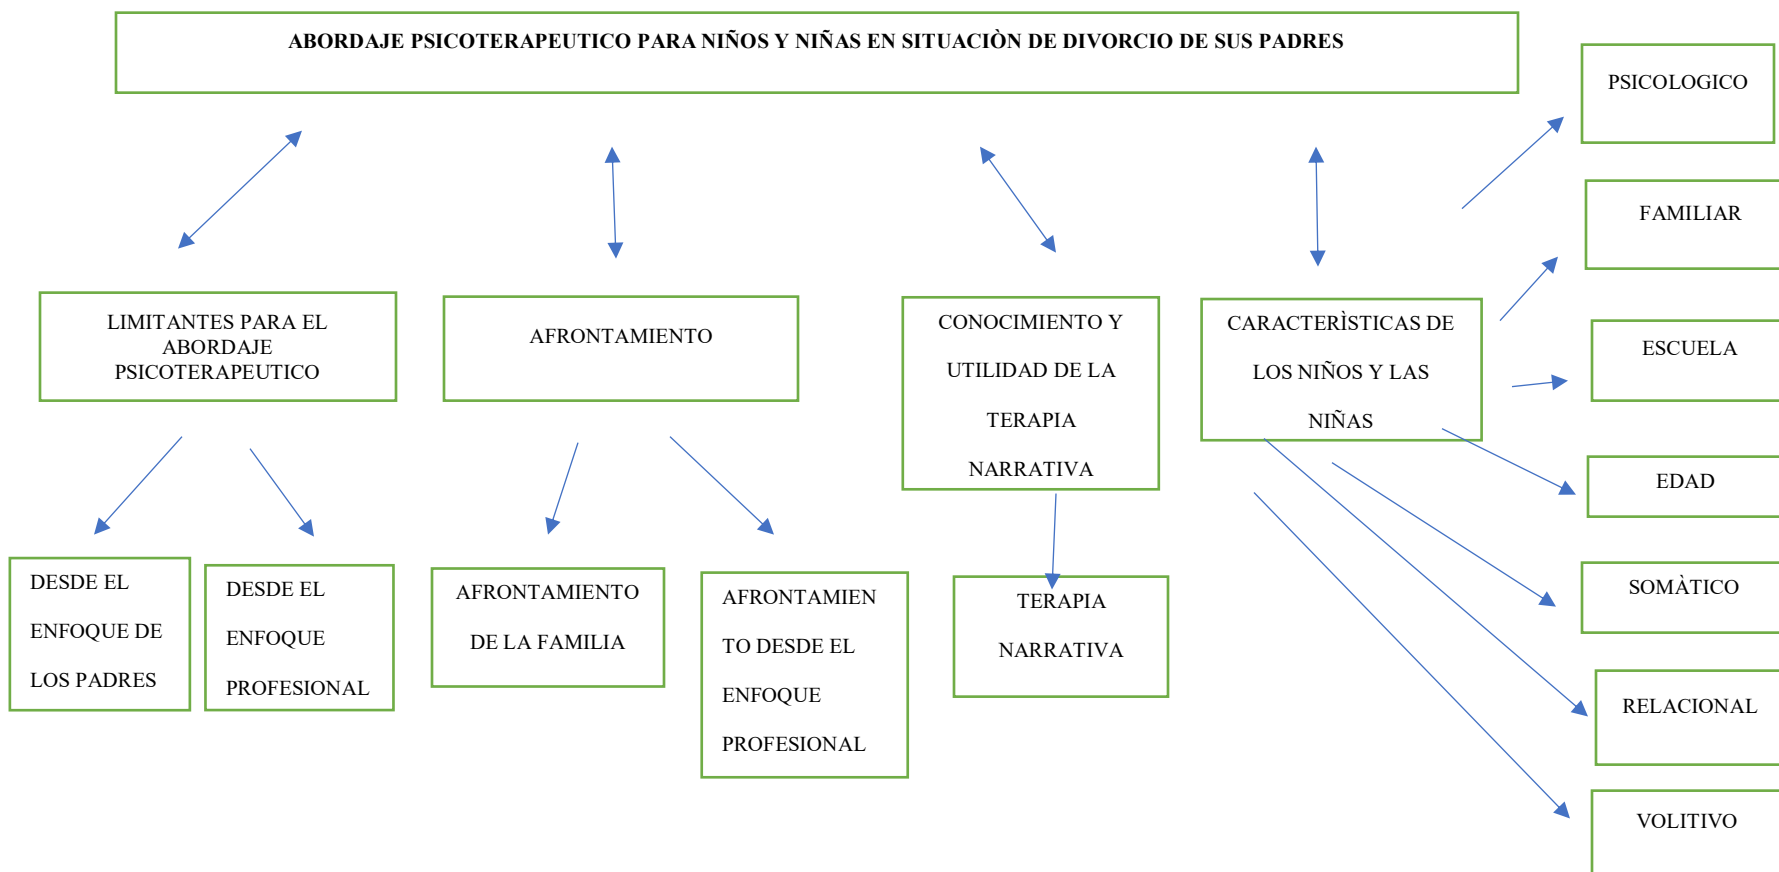 ABORDAJE PSICOTERAPEUTICO PARA NIÑOS Y NIÑAS EN SITUACIÒN DE DIVORCIO DE SUS PADRES
PSICOLOGICO
FAMILIAR
ESCUELA
EDAD
SOMÀTICO
RELACIONAL
VOLITIVO
LIMITANTES PARA EL
ABORDAJE
PSICOTERAPEUTICO
AFRONTAMIENTO
CONOCIMIENTO Y
UTILIDAD DE LA
TERAPIA
NARRATIVA
CARACTERÌSTICAS DE
LOS NIÑOS Y LAS
NIÑAS
DESDE EL
ENFOQUE DE
LOS PADRES
DESDE EL
ENFOQUE
PROFESIONAL
AFRONTAMIENTO
DE LA FAMILIA
AFRONTAMIEN
TO DESDE EL
ENFOQUE
PROFESIONAL
TERAPIA
NARRATIVA